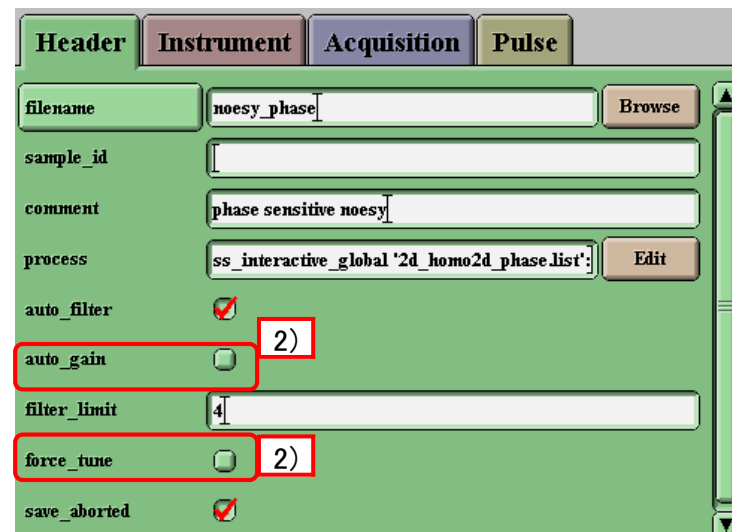 Header Instrument Acquisition Pulse
filename noesy_phase Browse
sample_id
comment phase sensitive noesy
process ss_interactive_global '2d_homo2d_phase.list': Edit
auto_filter
2)
auto_gain
filter_limit 4
force_tune 2)
save_aborted